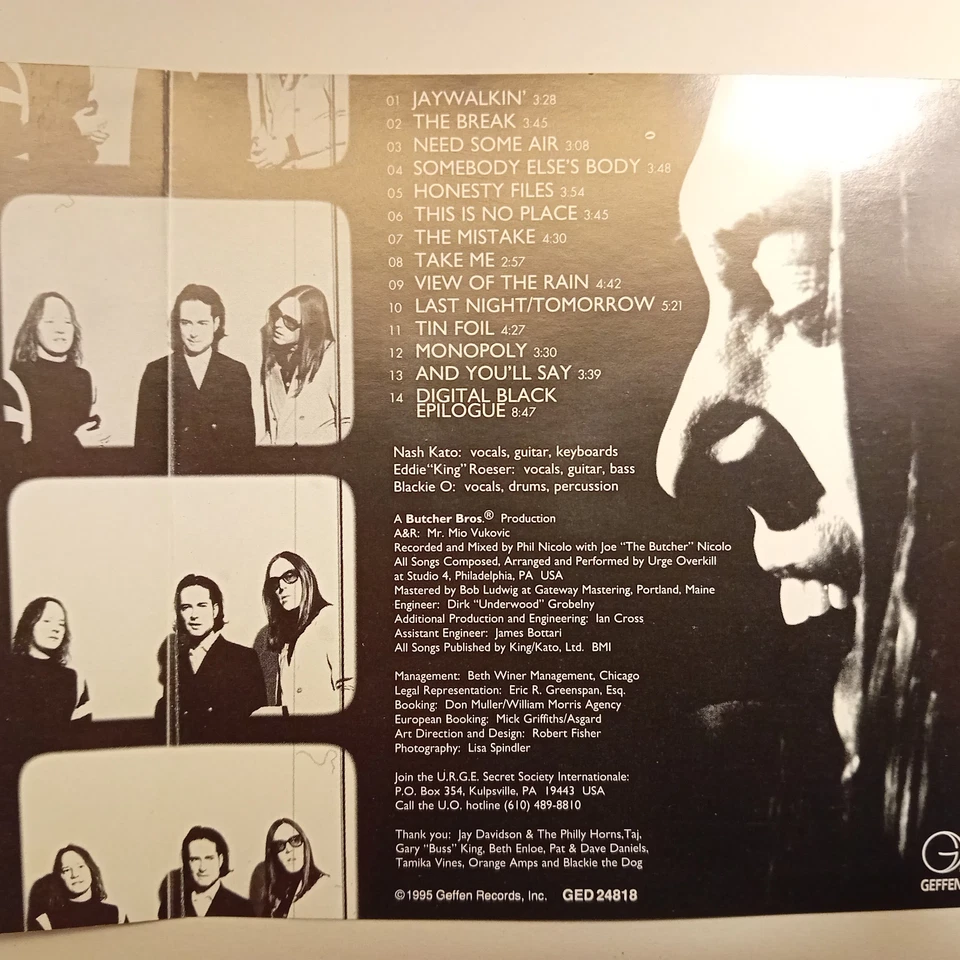 01 JAYWALKIN' 3:28
02 THE BREAK 3:45
03 NEED SOME AIR 3:08
04 SOMEBODY ELSE'S BODY 3:48
05 HONESTY FILES 3:54
06 THIS IS NO PLACE 3:45
07 THE MISTAKE 4:30
08 TAKE ME 2:57
09 VIEW OF THE RAIN 4:42
10 LAST NIGHT/TOMORROW 5:21
11 TIN FOIL 4:27
12 MONOPOLY 3:30
13 AND YOU'LL SAY 3:39
14 DIGITAL BLACK
EPILOGUE 8:47
Nash Kato: vocals, guitar, keyboards
Eddie "King" Roeser: vocals, guitar, bass
Blackie O: vocals, drums, percussion
A Butcher Bros.® Production
A&R: Mr. Mio Vukovic
Recorded and Mixed by Phil Nicolo with Joe "The Butcher" Nicolo
All Songs Composed, Arranged and Performed by Urge Overkill
at Studio 4, Philadelphia, PA USA
Mastered by Bob Ludwig at Gateway Mastering, Portland, Maine
Engineer: Dirk "Underwood" Grobelny
Additional Production and Engineering: Ian Cross
Assistant Engineer: James Bottari
All Songs Published by King/Kato, Ltd. BMI
Management: Beth Winer Management, Chicago
Legal Representation: Eric R. Greenspan, Esq.
Booking: Don Muller/William Morris Agency
European Booking: Mick Griffiths/Asgard
Art Direction and Design: Robert Fisher
Photography: Lisa Spindler
Join the U.R.G.E. Secret Society Internationale:
P.O. Box 354, Kulpsville, PA 19443 USA
Call the U.O. hotline (610) 489-8810
Thank you: Jay Davidson & The Philly Horns,Taj,
Gary "Buss" King, Beth Enloe, Pat & Dave Daniels,
Tamika Vines, Orange Amps and Blackie the Dog
©1995 Geffen Records, Inc. GED 24818
G
GEFFEN